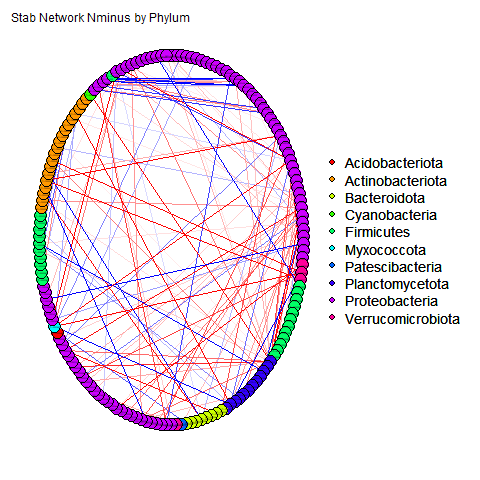 Stab Network Nminus by Phylum
Acidobacteriota
Actinobacteriota
Bacteroidota
Cyanobacteria
Firmicutes
Myxococcota
Patescibacteria
Planctomycetota
Proteobacteria
Verrucomicrobiota